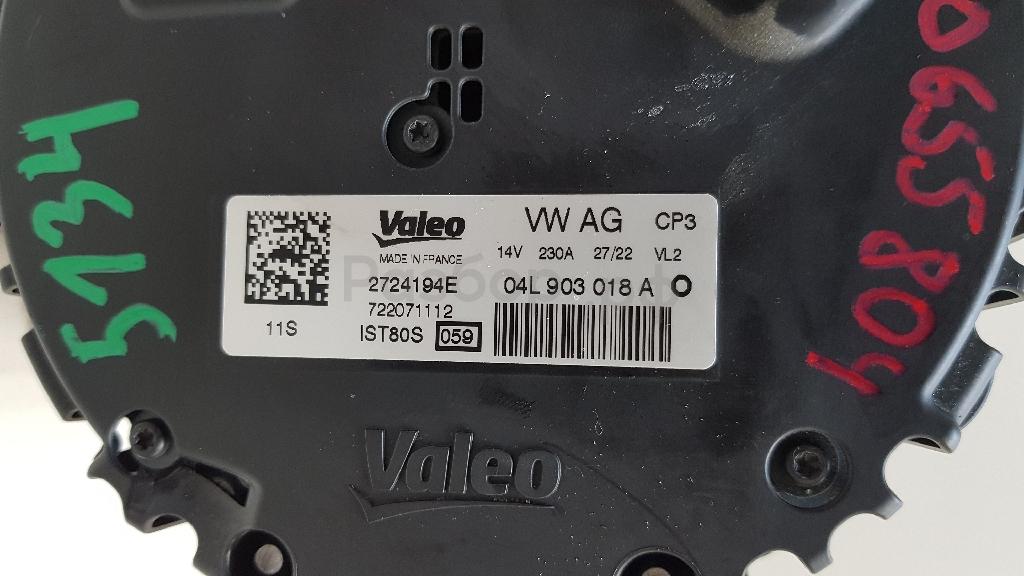 Valeo VW AG CP3
MADE IN FRANCE 14V 230A 27/22 VL2
2724194E 04L 903 018 A O
722071112
11S IST80S 059
Valeo
5134
0655804